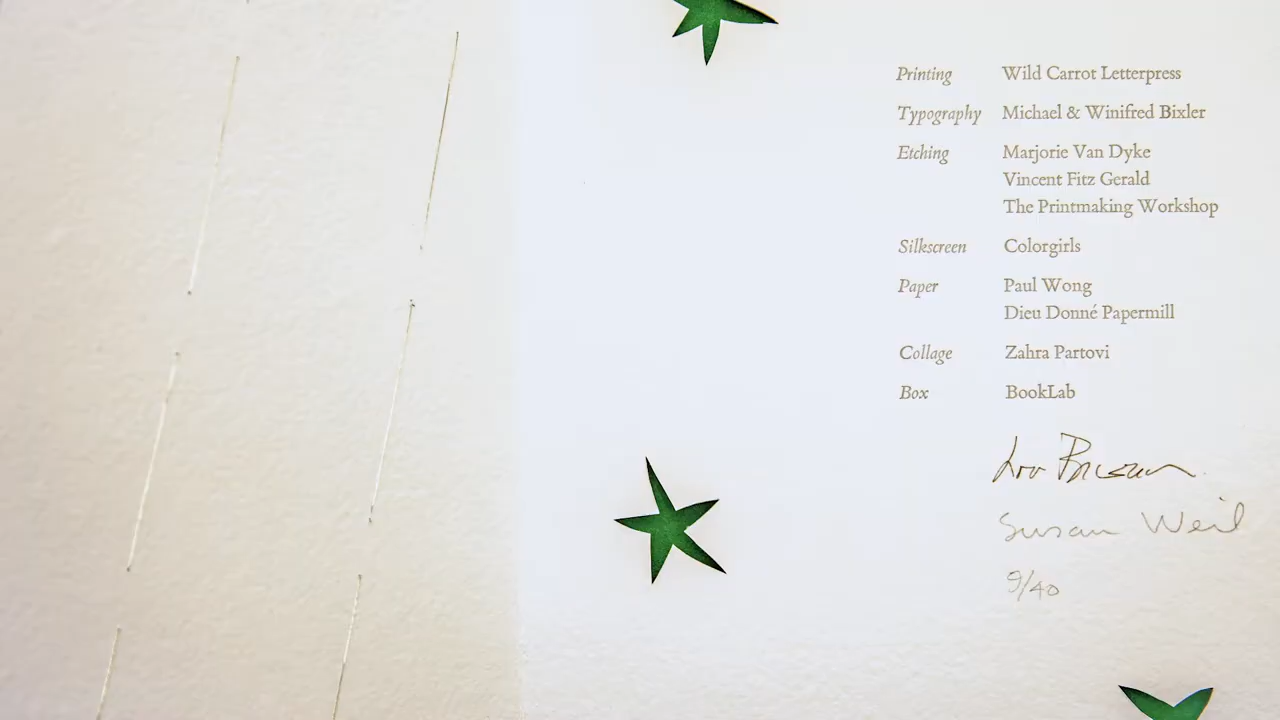 Printing Wild Carrot Letterpress
Typography Michael & Winifred Bixler
Etching Marjorie Van Dyke
Vincent Fitz Gerald
The Printmaking Workshop
Silkscreen Colorgirls
Paper Paul Wong
Dieu Donné Papermill
Collage Zahra Partovi
Box BookLab
Susan Weil
9/40